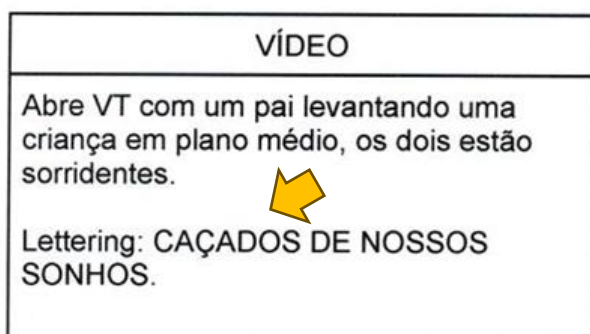 VÍDEO
Abre VT com um pai levantando uma
criança em plano médio, os dois estão
sorridentes.
Lettering: CAÇADOS DE NOSSOS
SONHOS.